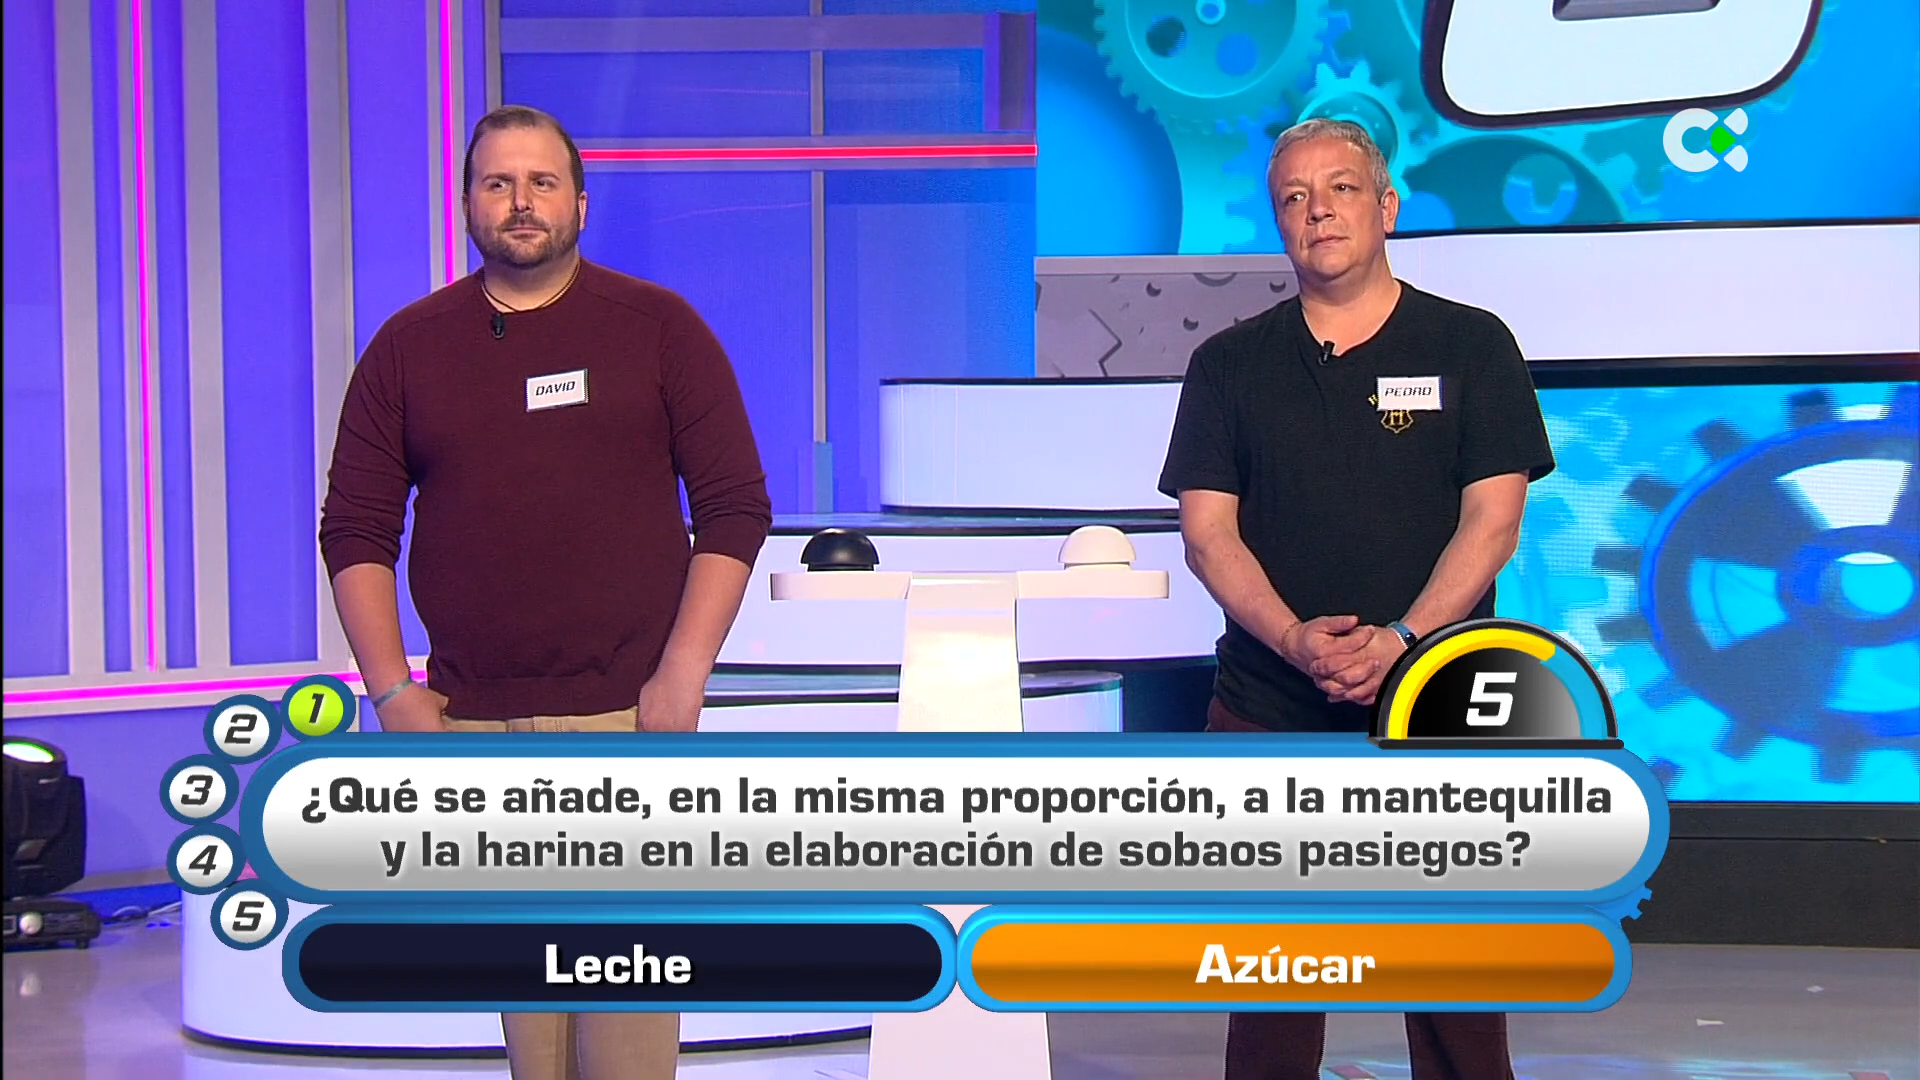 DAVID
PEDRO
5
1
2
3
4
5
¿Qué se añade, en la misma proporción, a la mantequilla
y la harina en la elaboración de sobaos pasiegos?
Leche
Azúcar